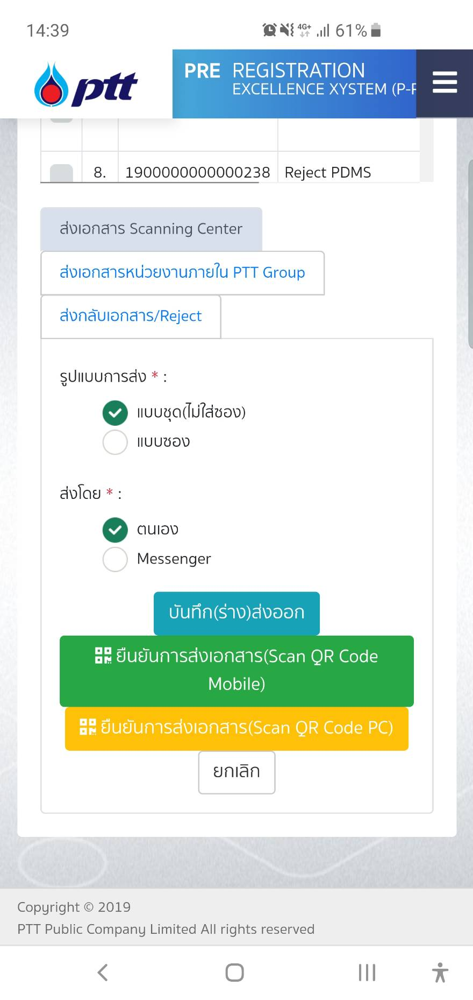 14:39
4G+ 61%
ptt
PRE REGISTRATION
EXCELLENCE XYSTEM (P-
8. 1900000000000238 Reject PDMS
ส่งเอกสาร Scanning Center
ส่งเอกสารหน่วยงานภายใน PTT Group
ส่งกลับเอกสาร/Reject
รูปแบบการส่ง * :
แบบชุด(ไม่ใส่ซอง)
แบบซอง
ส่งโดย * :
ตนเอง
Messenger
บันทึก(ร่าง)ส่งออก
ยืนยันการส่งเอกสาร(Scan QR Code
Mobile)
ยืนยันการส่งเอกสาร(Scan QR Code PC)
ยกเลิก
Copyright © 2019
PTT Public Company Limited All rights reserved